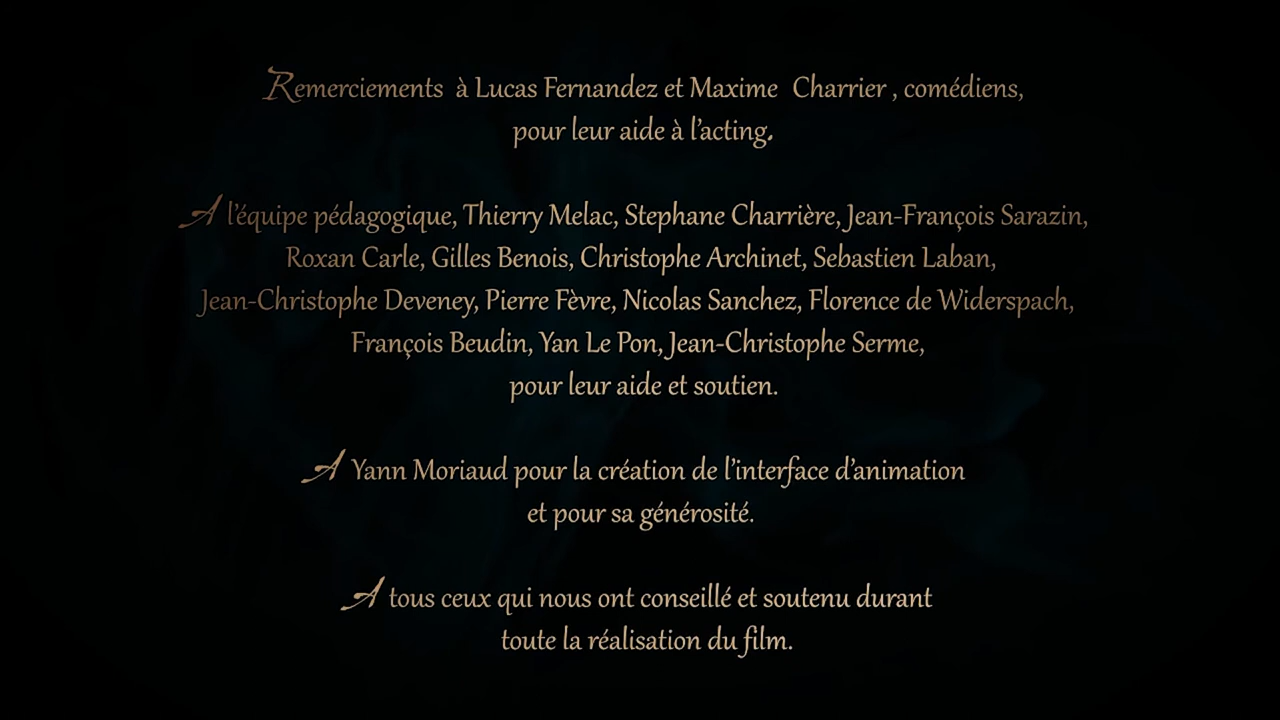 Remerciements à Lucas Fernandez et Maxime Charrier , comédiens,
pour leur aide à l'acting.
A l'équipe pédagogique, Thierry Melac, Stephane Charrière, Jean-François Sarazin,
Roxan Carle, Gilles Benois, Christophe Archinet, Sebastien Laban,
Jean-Christophe Deveney, Pierre Fèvre, Nicolas Sanchez, Florence de Widerspach,
François Beudin, Yan Le Pon, Jean-Christophe Serme,
pour leur aide et soutien.
A Yann Moriaud pour la création de l'interface d'animation
et pour sa générosité.
A tous ceux qui nous ont conseillé et soutenu durant
toute la réalisation du film.